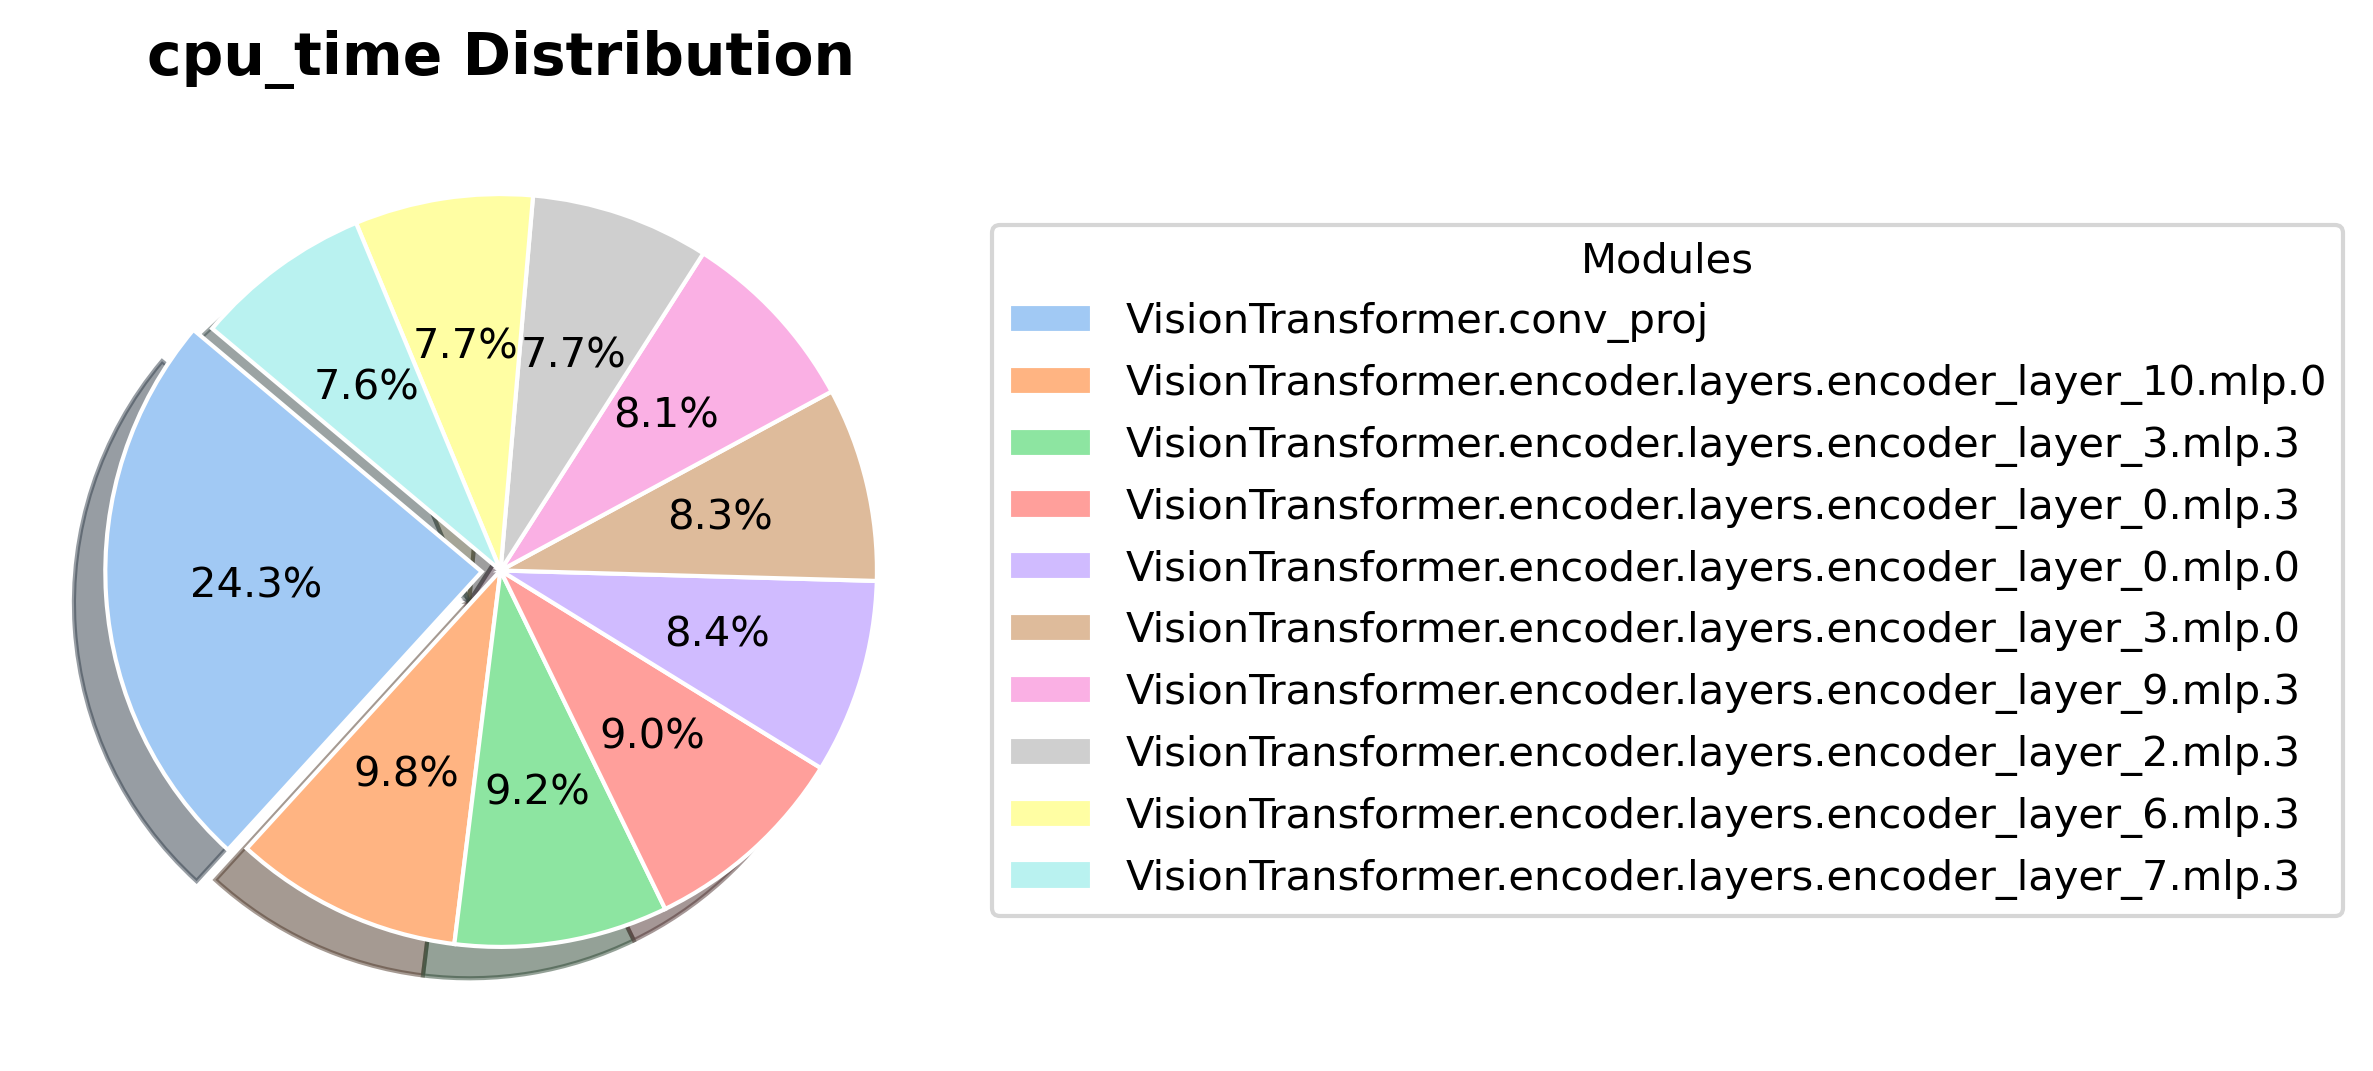 cpu_time Distribution
7.7%
7.7%
7.6%
8.1%
8.3%
24.3%
8.4%
9.0%
9.8%
9.2%
Modules
VisionTransformer.conv_proj
VisionTransformer.encoder.layers.encoder_layer_10.mlp.0
VisionTransformer.encoder.layers.encoder_layer_3.mlp.3
VisionTransformer.encoder.layers.encoder_layer_0.mlp.3
VisionTransformer.encoder.layers.encoder_layer_0.mlp.0
VisionTransformer.encoder.layers.encoder_layer_3.mlp.0
VisionTransformer.encoder.layers.encoder_layer_9.mlp.3
VisionTransformer.encoder.layers.encoder_layer_2.mlp.3
VisionTransformer.encoder.layers.encoder_layer_6.mlp.3
VisionTransformer.encoder.layers.encoder_layer_7.mlp.3